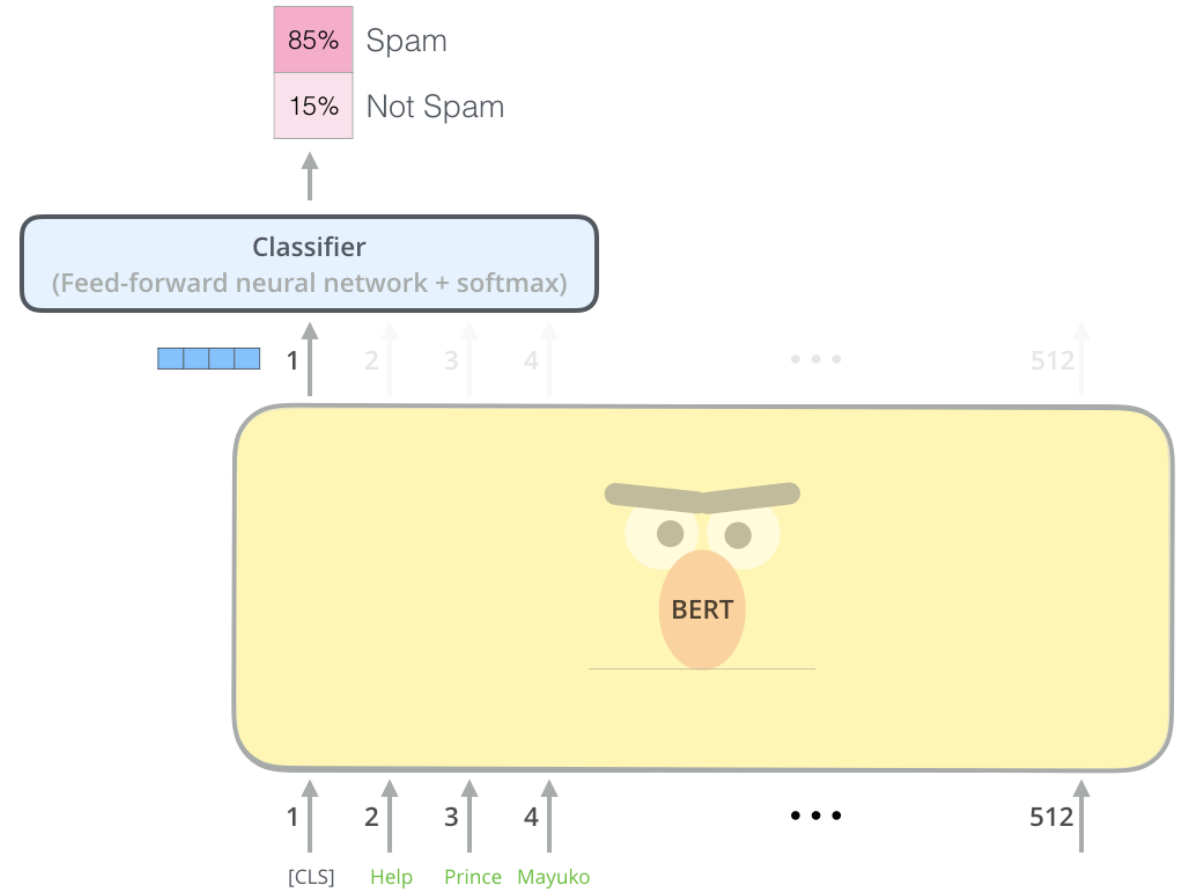 85% Spam
15% Not Spam
Classifier
(Feed-forward neural network + softmax)
1 2 3 4 ••• 512
BERT
1 2 3 4 ••• 512
[CLS] Help Prince Mayuko